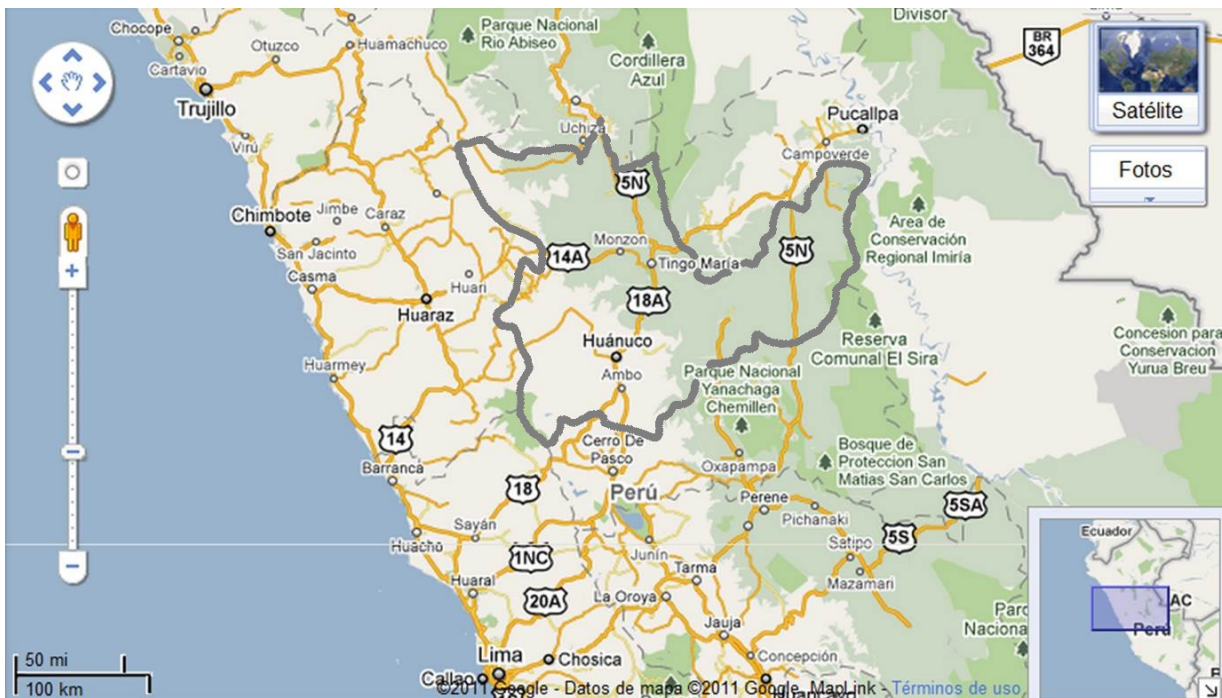 Parque Nacional
Rio Abiseo
Divisor
BR
364
Chocope
Otuzco
Huamachuco
Cartavio
Cordillera
Azul
Trujillo
Satélite
Pucallpa
Uchiza
Virú
Campoverde
Fotos
5N
Chimbote
Jimbe
Caraz
Area de
Conservación
Regional Imiría
San Jacinto
Monzon
14A
5N
Tingo María
Casma
Huari
18A
Huaraz
Huánuco
Reserva
Comunal El Sira
Concesion para
Conservacion
Yurua Breu
Huarmey
Ambo
Parque Nacional
Yanachaga
Chemillen
14
Cerro De
Pasco
Bosque de
Protección San
Matias San Carlos
Barranca
Oxapampa
18
Perú
Perene
Pichanaki
5SA
Sayán
Huacho
1NC
Junín
5S
Satipo
Mazamari
Ecuador
Huaral
20A
Tarma
La Oroya
AC
Perú
Jauja
Naciona
50 mi
100 km
Lima
Callao
Chosica
Concepción
©2011 Google - Datos de mapa ©2011 Google, MapLink - Términos de uso